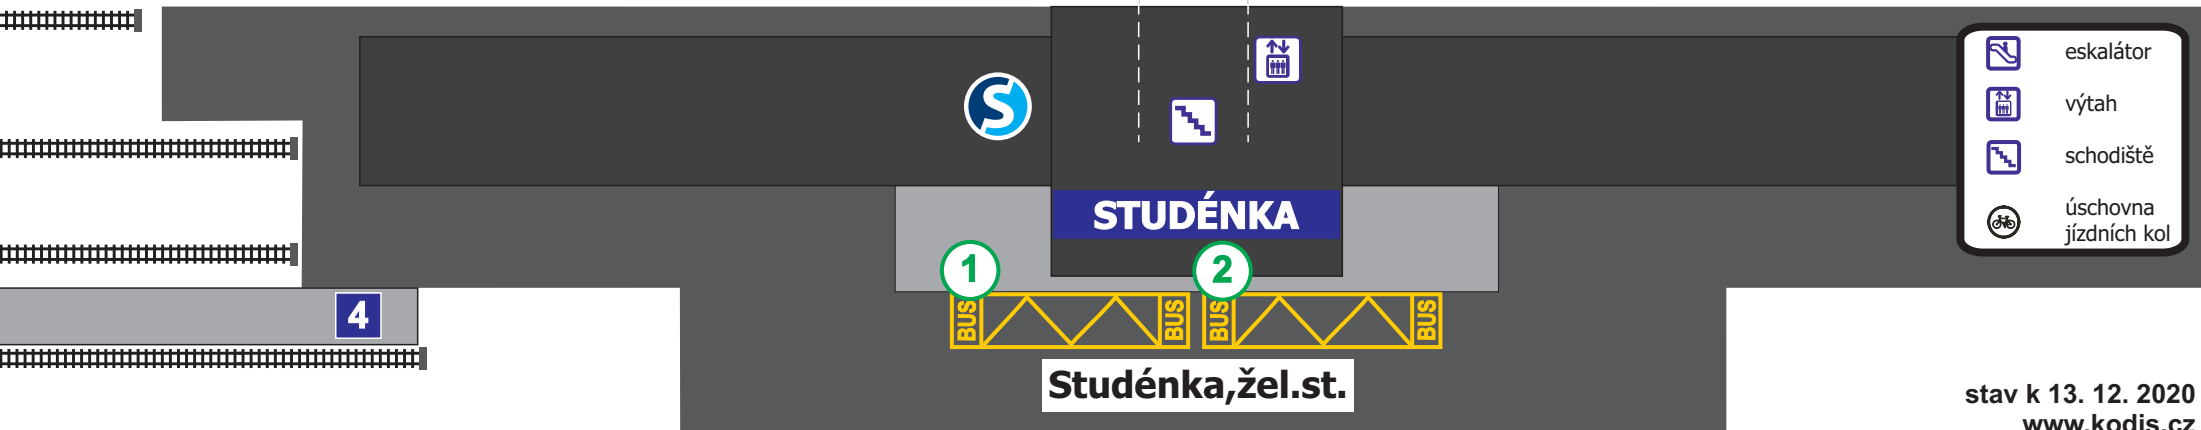 eskalátor
výtah
schodiště
úschovna
jízdních kol
S
STUDÉNKA
1
2
4
BUS
BUS
BUS
BUS
Studénka,žel.st.
stav k 13. 12. 2020
www.kodis.cz